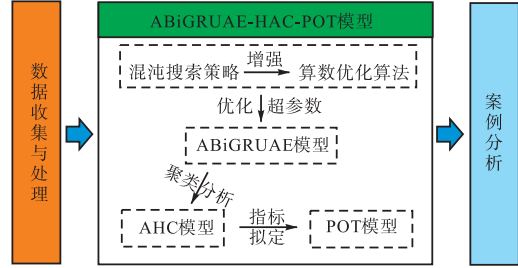 数据收集与处理
ABiGRUAE-HAC-POT模型
混沌搜索策略
增强
算数优化算法
优化
超参数
ABiGRUAE模型
聚类分析
AHC模型
指标
拟定
POT模型
案例分析